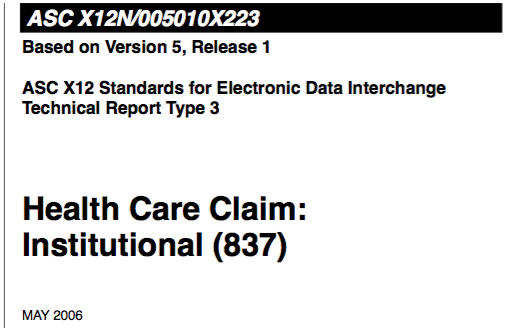 ASC X12N/005010X223
Based on Version 5, Release 1
ASC X12 Standards for Electronic Data Interchange
Technical Report Type 3
Health Care Claim:
Institutional (837)
MAY 2006